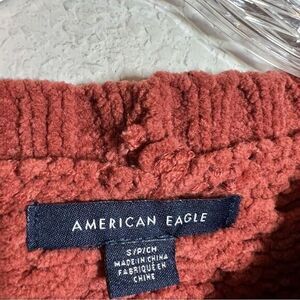 AMERICAN EAGLE
S/P/CH
MADE IN CHINA
FABRIQUÉ EN
CHINE